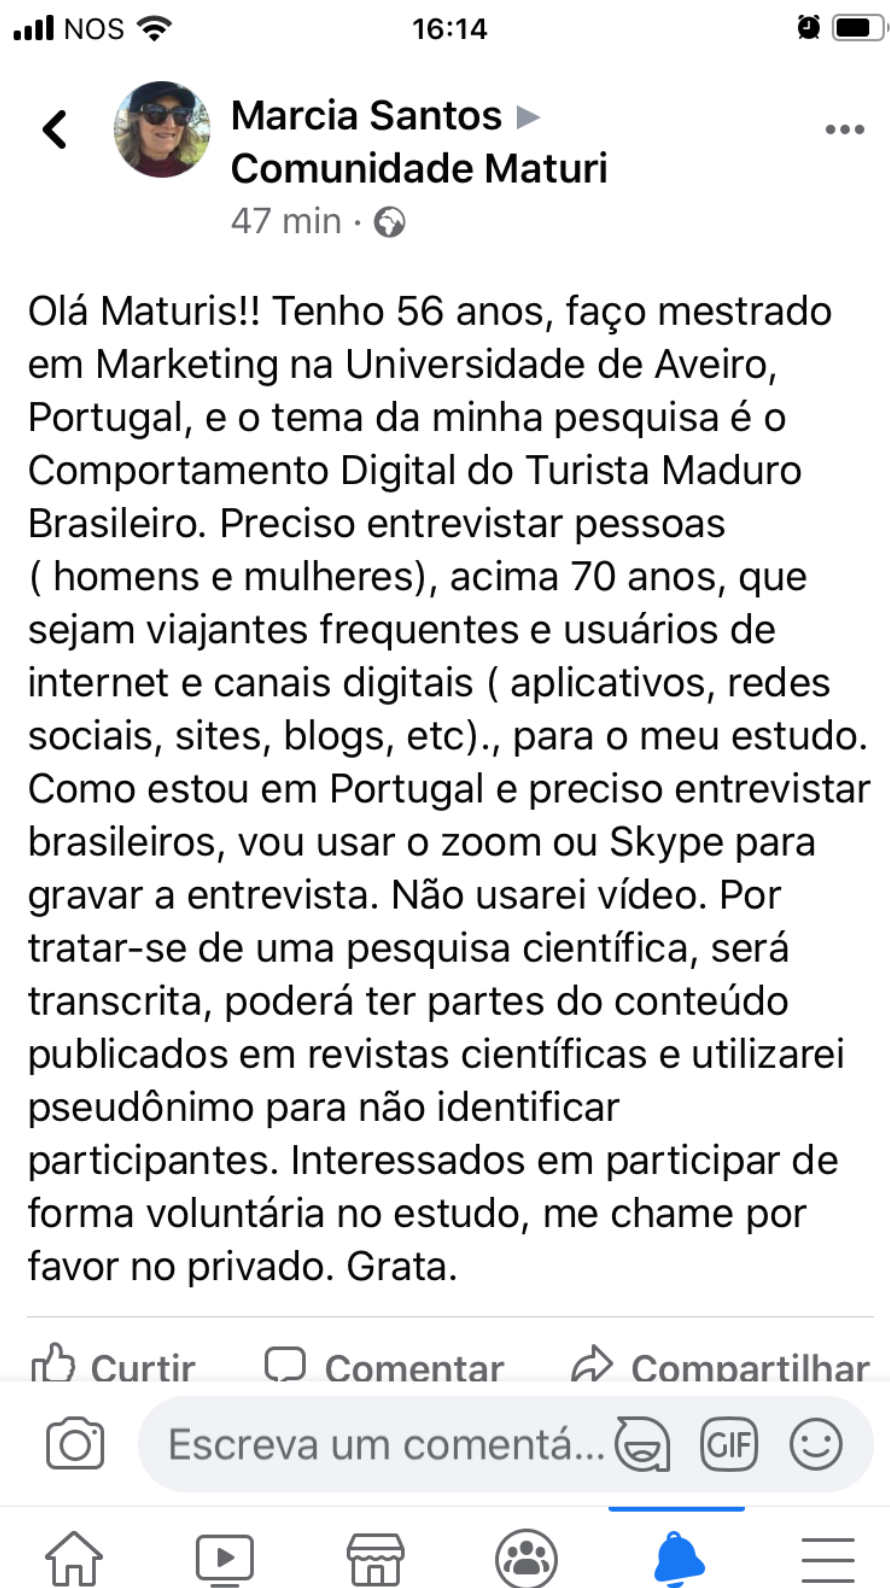 NOS 16:14
Marcia Santos
Comunidade Maturi
47 min ·
Olá Maturis!! Tenho 56 anos, faço mestrado
em Marketing na Universidade de Aveiro,
Portugal, e o tema da minha pesquisa é o
Comportamento Digital do Turista Maduro
Brasileiro. Preciso entrevistar pessoas
( homens e mulheres), acima 70 anos, que
sejam viajantes frequentes e usuários de
internet e canais digitais ( aplicativos, redes
sociais, sites, blogs, etc)., para o meu estudo.
Como estou em Portugal e preciso entrevistar
brasileiros, vou usar o zoom ou Skype para
gravar a entrevista. Não usarei vídeo. Por
tratar-se de uma pesquisa científica, será
transcrita, poderá ter partes do conteúdo
publicados em revistas científicas e utilizarei
pseudônimo para não identificar
participantes. Interessados em participar de
forma voluntária no estudo, me chame por
favor no privado. Grata.
Curtir Comentar Compartilhar
Escreva um comentá... GIF